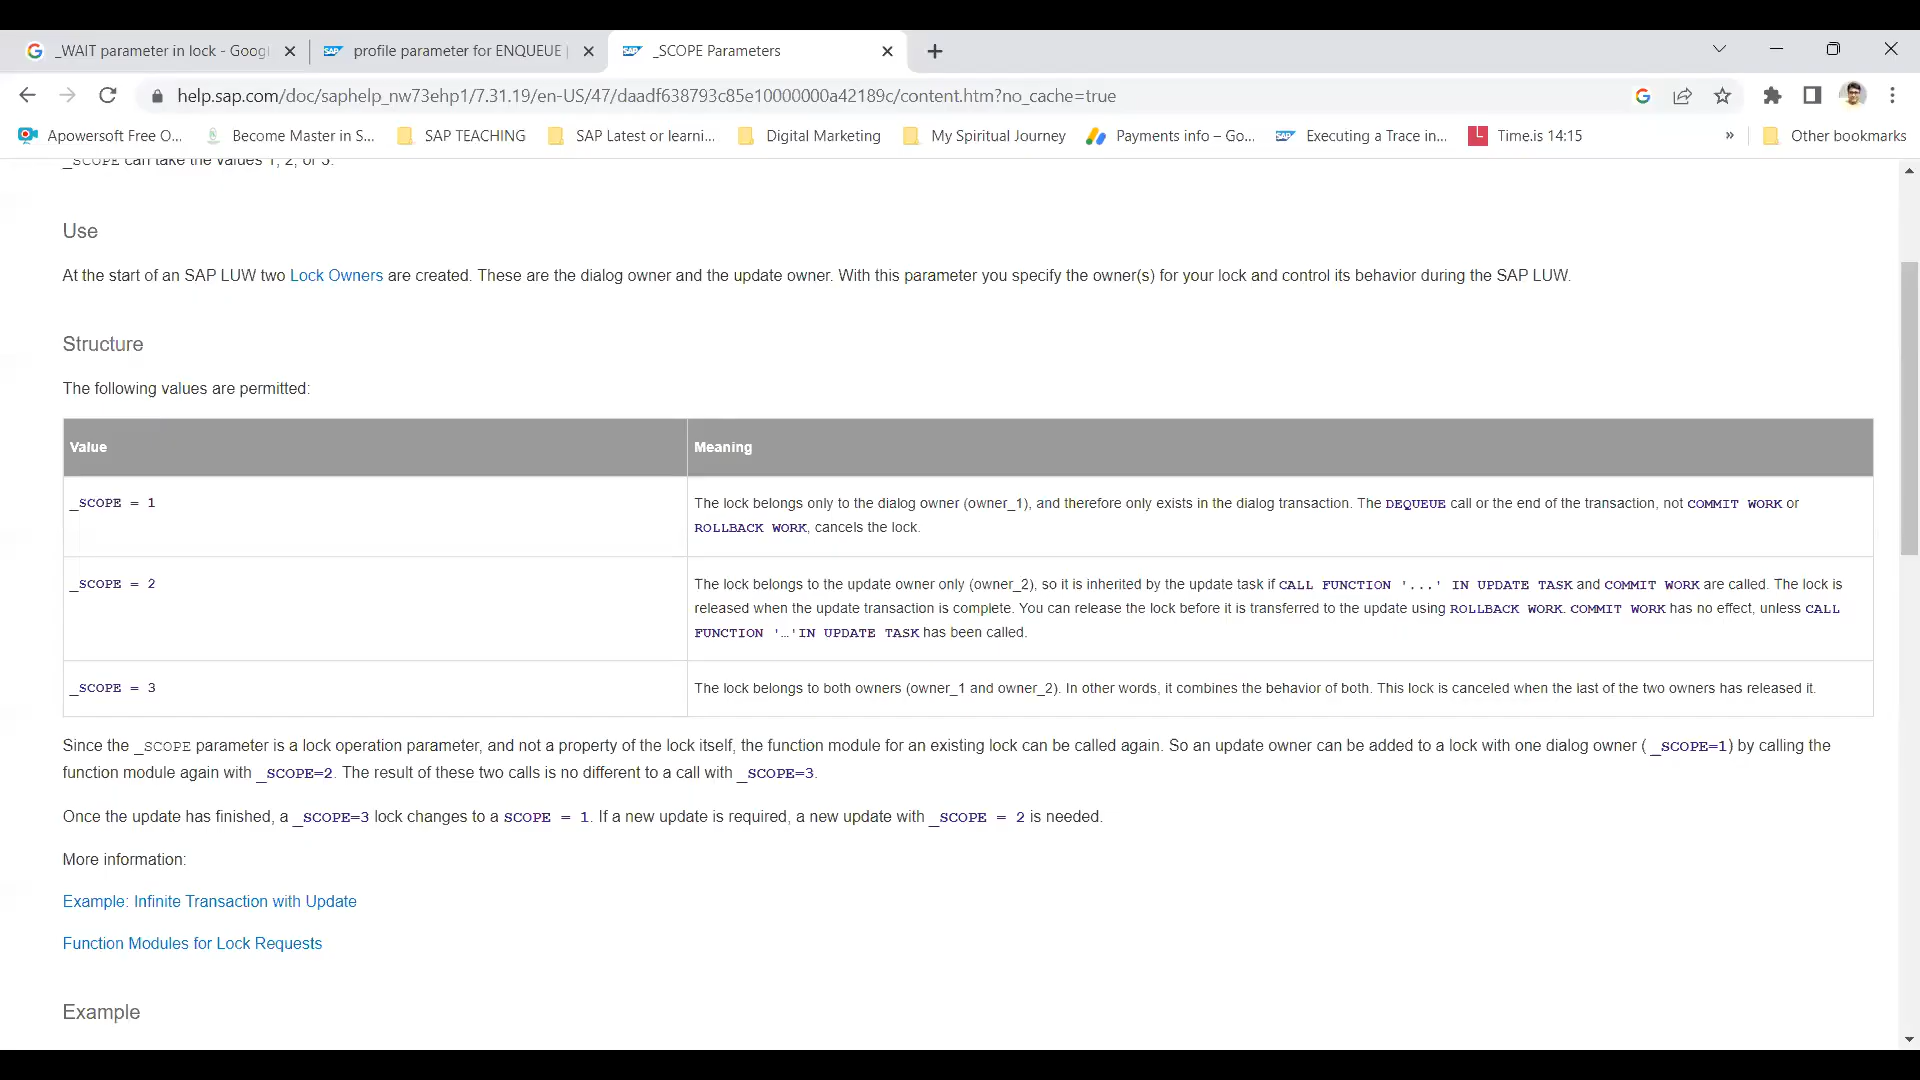 _WAIT parameter in lock - Goog
profile parameter for ENQUEUE |
_SCOPE Parameters
help.sap.com/doc/saphelp_nw73ehp1/7.31.19/en-US/47/daadf638793c85e10000000a42189c/content.htm?no_cache=true
Apowersoft Free O...
Become Master in S...
SAP TEACHING
SAP Latest or learni...
Digital Marketing
My Spiritual Journey
Payments info – Go...
Executing a Trace in...
Time.is 14:15
»
Other bookmarks
_SCOPE can take the values 1, 2, or 3.
Use
At the start of an SAP LUW two Lock Owners are created. These are the dialog owner and the update owner. With this parameter you specify the owner(s) for your lock and control its behavior during the SAP LUW.
Structure
The following values are permitted:
Value
Meaning
_SCOPE = 1
The lock belongs only to the dialog owner (owner_1), and therefore only exists in the dialog transaction. The DEQUEUE call or the end of the transaction, not COMMIT WORK or
ROLLBACK WORK, cancels the lock.
_SCOPE = 2
The lock belongs to the update owner only (owner_2), so it is inherited by the update task if CALL FUNCTION '...' IN UPDATE TASK and COMMIT WORK are called. The lock is
released when the update transaction is complete. You can release the lock before it is transferred to the update using ROLLBACK WORK. COMMIT WORK has no effect, unless CALL
FUNCTION '…'IN UPDATE TASK has been called.
_SCOPE = 3
The lock belongs to both owners (owner_1 and owner_2). In other words, it combines the behavior of both. This lock is canceled when the last of the two owners has released it.
Since the _SCOPE parameter is a lock operation parameter, and not a property of the lock itself, the function module for an existing lock can be called again. So an update owner can be added to a lock with one dialog owner ( _SCOPE=1) by calling the
function module again with _SCOPE=2. The result of these two calls is no different to a call with _SCOPE=3.
Once the update has finished, a _SCOPE=3 lock changes to a SCOPE = 1. If a new update is required, a new update with _SCOPE = 2 is needed.
More information:
Example: Infinite Transaction with Update
Function Modules for Lock Requests
Example